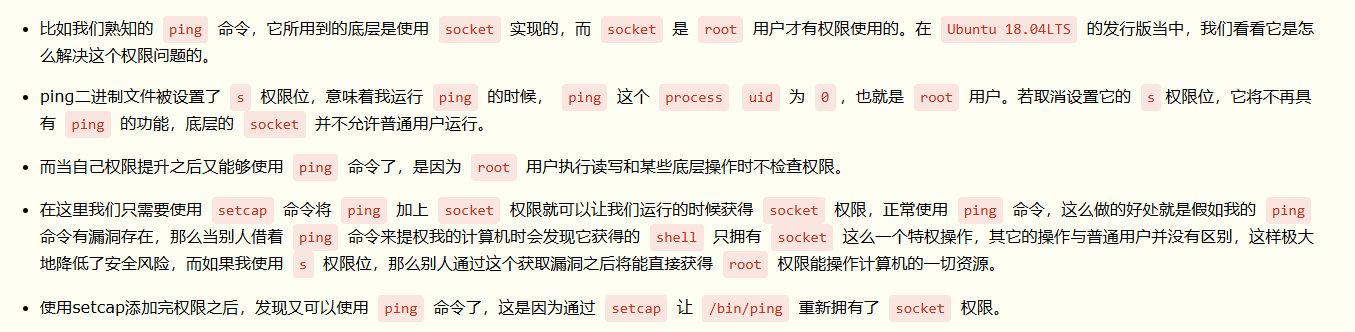 比如我们熟知的 ping 命令，它所用到的底层是使用 socket 实现的，而 socket 是 root 用户才有权限使用的。在 Ubuntu 18.04LTS 的发行版当中，我们看看它是怎
么解决这个权限问题的。
ping二进制文件被设置了 s 权限位，意味着我运行 ping 的时候， ping 这个 process uid 为 0 ，也就是 root 用户。若取消设置它的 s 权限位，它将不再具
有 ping 的功能，底层的 socket 并不允许普通用户运行。
而当自己权限提升之后又能够使用 ping 命令了，是因为 root 用户执行读写和某些底层操作时不检查权限。
在这里我们只需要使用 setcap 命令将 ping 加上 socket 权限就可以让我们运行的时候获得 socket 权限，正常使用 ping 命令，这么做的好处就是假如我的 ping
命令有漏洞存在，那么当别人借着 ping 命令来提权我的计算机时会发现它获得的 shell 只拥有 socket 这么一个特权操作，其它的操作与普通用户并没有区别，这样极大
地降低了安全风险，而如果我使用 s 权限位，那么别人通过这个获取漏洞之后将能直接获得 root 权限能操作计算机的一切资源。
使用setcap添加完权限之后，发现又可以使用 ping 命令了，这是因为通过 setcap 让 /bin/ping 重新拥有了 socket 权限。